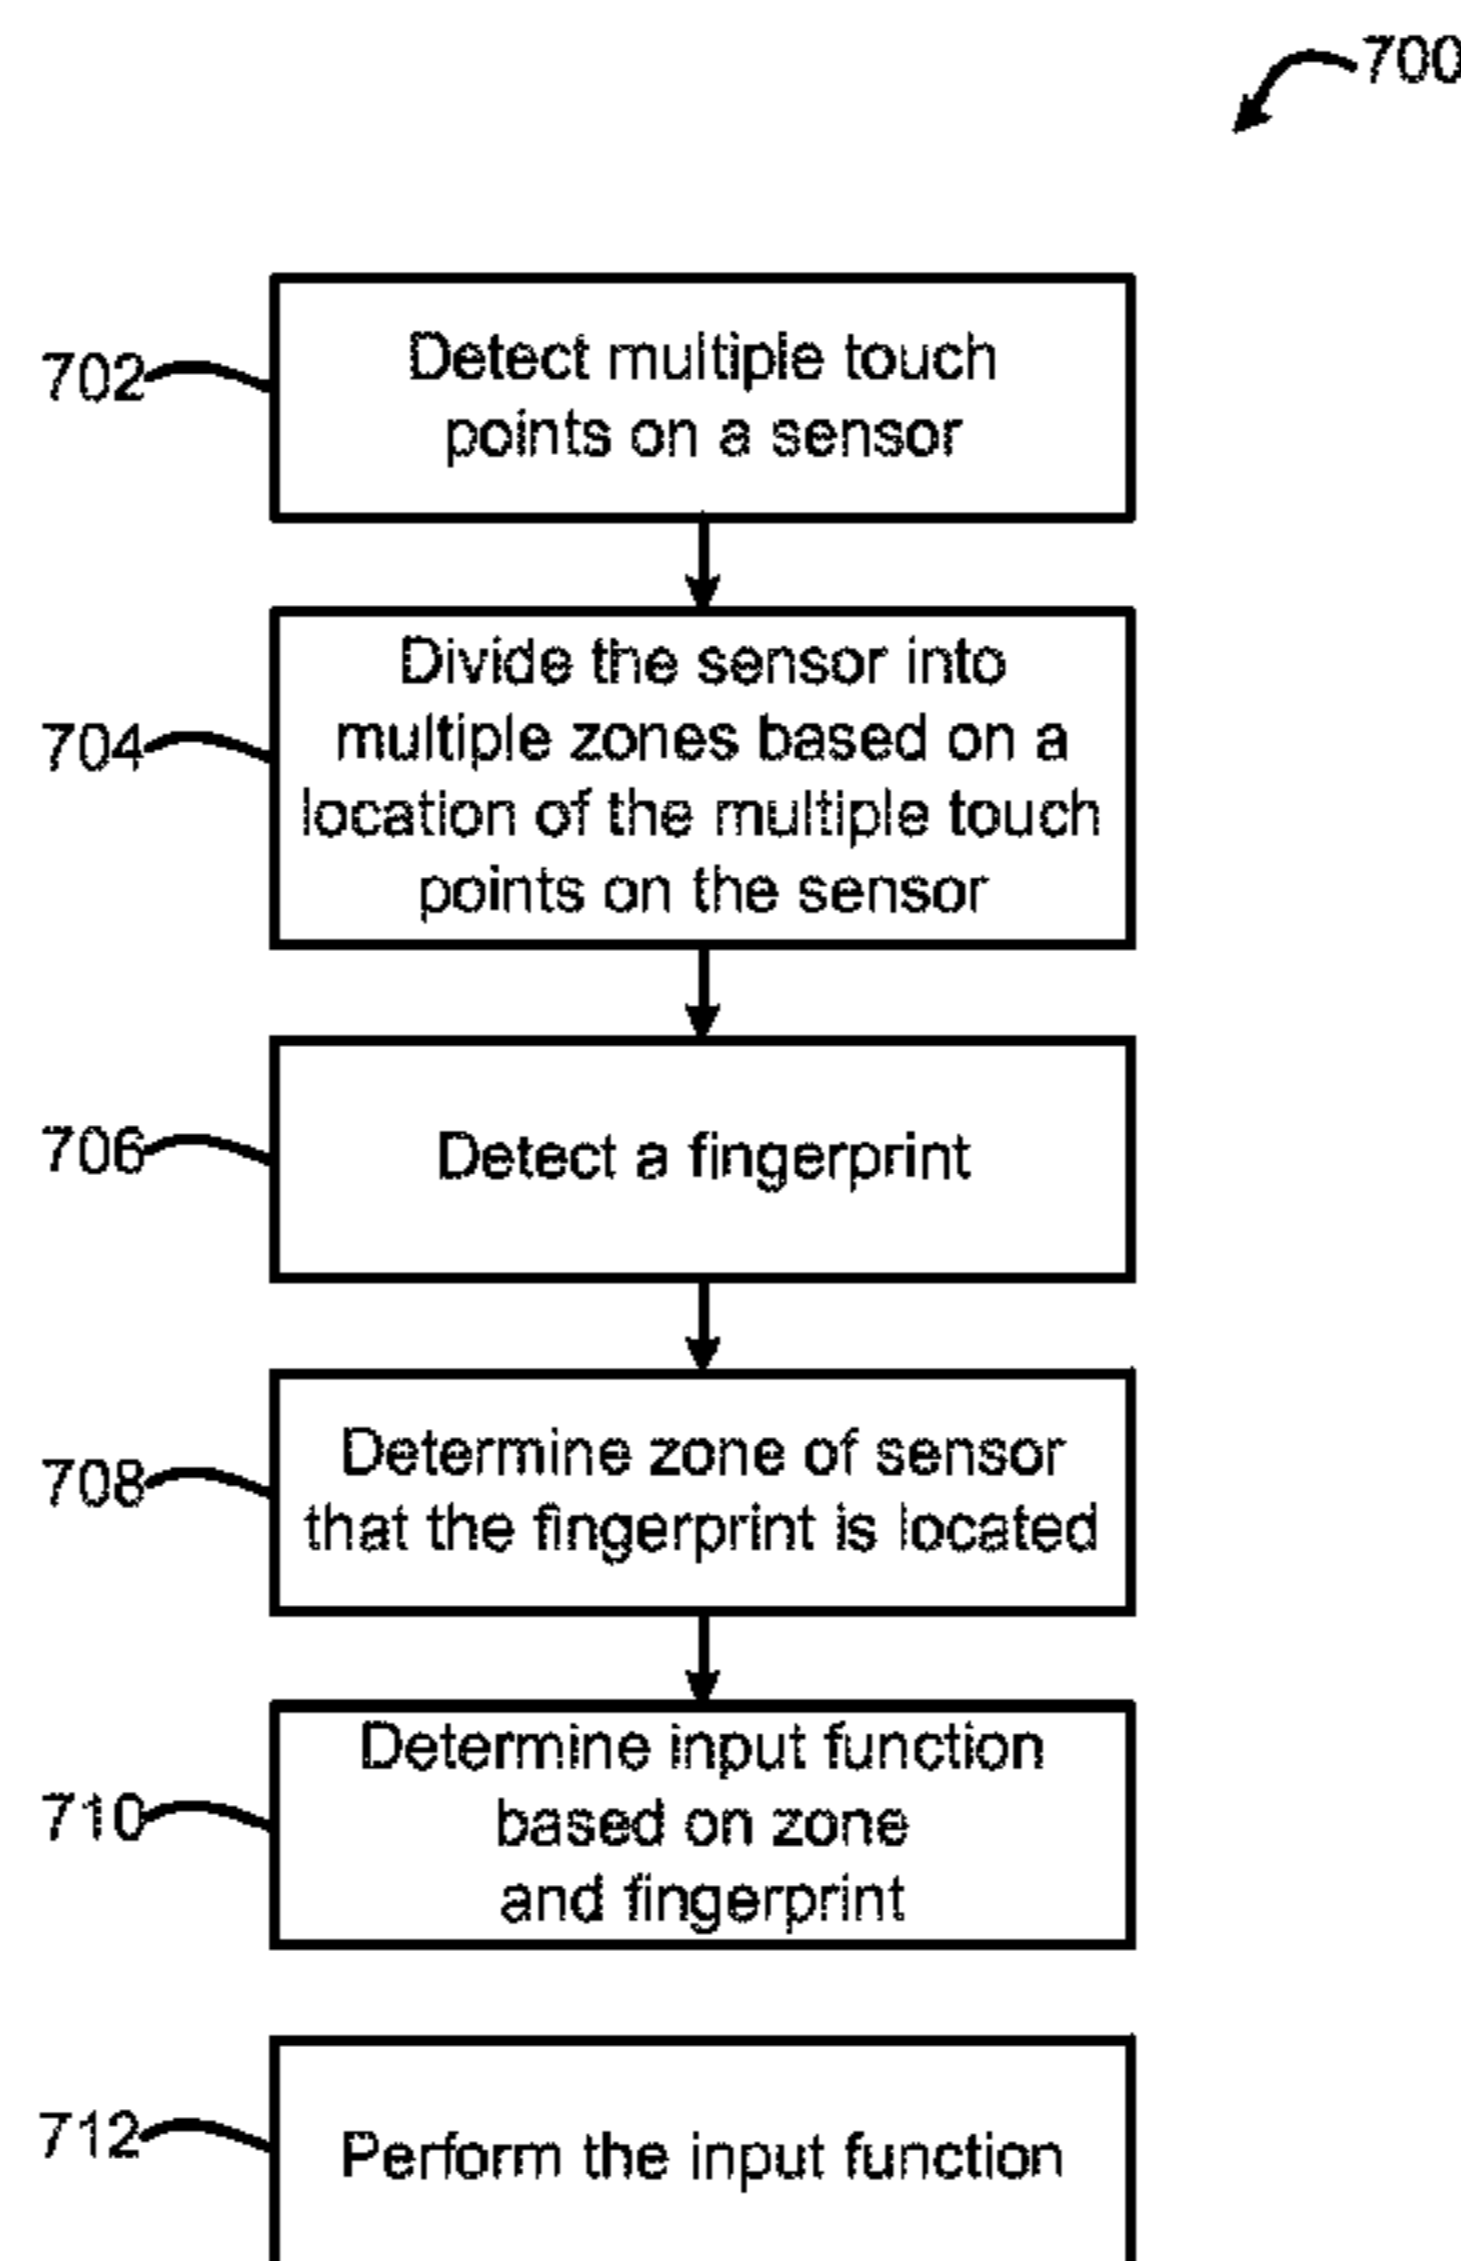 700
702
Detect multiple touch
points on a sensor
704
Divide the sensor into
multiple zones based on a
location of the multiple touch
points on the sensor
706
Detect a fingerprint
708
Determine zone of sensor
that the fingerprint is located
710
Determine input function
based on zone
and fingerprint
712
Perform the input function